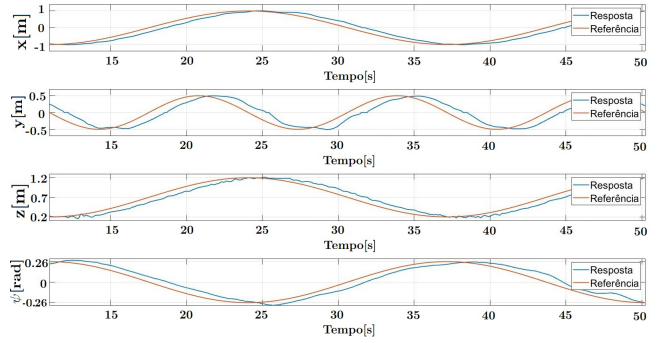 1
0
-1
x[m]
Resposta
Referência
15 20 25 30 35 40 45 50
Tempo[s]
0.5
0
-0.5
y[m]
Resposta
Referência
15 20 25 30 35 40 45 50
Tempo[s]
1.2
0.7
0.2
z[m]
Resposta
Referência
15 20 25 30 35 40 45 50
Tempo[s]
0.26
0
-0.26
ψ[rad]
Resposta
Referência
15 20 25 30 35 40 45 50
Tempo[s]